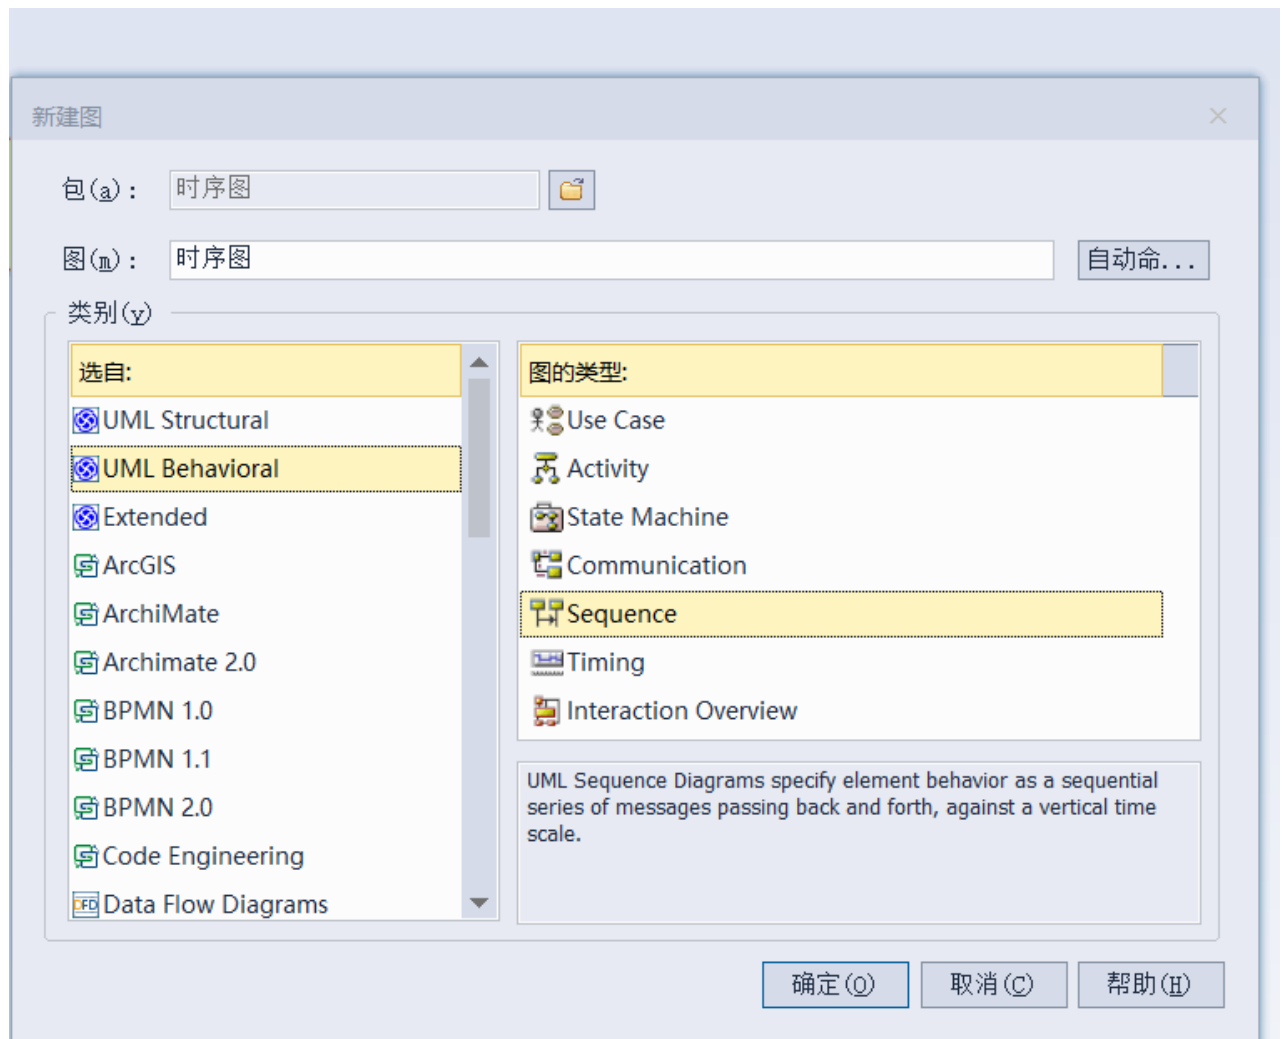 新建图
包(a):
时序图
图(m):
时序图
自动命...
类别(y)
选自:
UML Structural
UML Behavioral
Extended
ArcGIS
ArchiMate
Archimate 2.0
BPMN 1.0
BPMN 1.1
BPMN 2.0
Code Engineering
DFD Data Flow Diagrams
图的类型:
Use Case
Activity
State Machine
Communication
Sequence
Timing
Interaction Overview
UML Sequence Diagrams specify element behavior as a sequential
series of messages passing back and forth, against a vertical time
scale.
确定(O)
取消(C)
帮助(H)